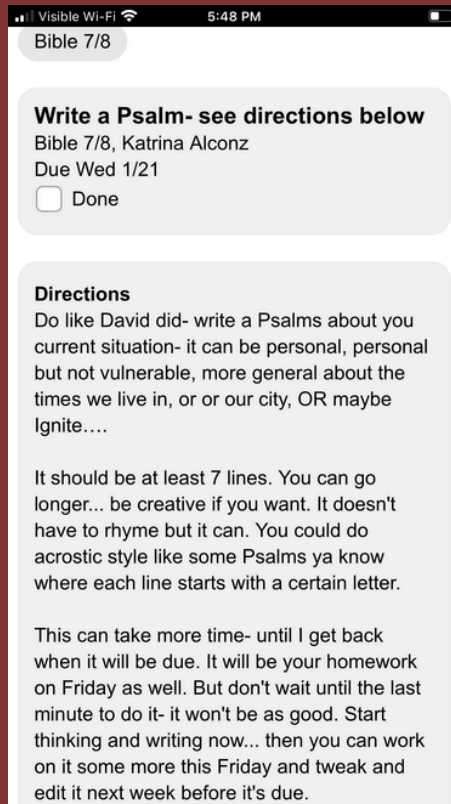 Visible Wi-Fi 5:48 PM
Bible 7/8
Write a Psalm- see directions below
Bible 7/8, Katrina Alconz
Due Wed 1/21
Done
Directions
Do like David did- write a Psalms about you
current situation- it can be personal, personal
but not vulnerable, more general about the
times we live in, or or our city, OR maybe
Ignite....
It should be at least 7 lines. You can go
longer... be creative if you want. It doesn't
have to rhyme but it can. You could do
acrostic style like some Psalms ya know
where each line starts with a certain letter.
This can take more time- until I get back
when it will be due. It will be your homework
on Friday as well. But don't wait until the last
minute to do it- it won't be as good. Start
thinking and writing now... then you can work
on it some more this Friday and tweak and
edit it next week before it's due.